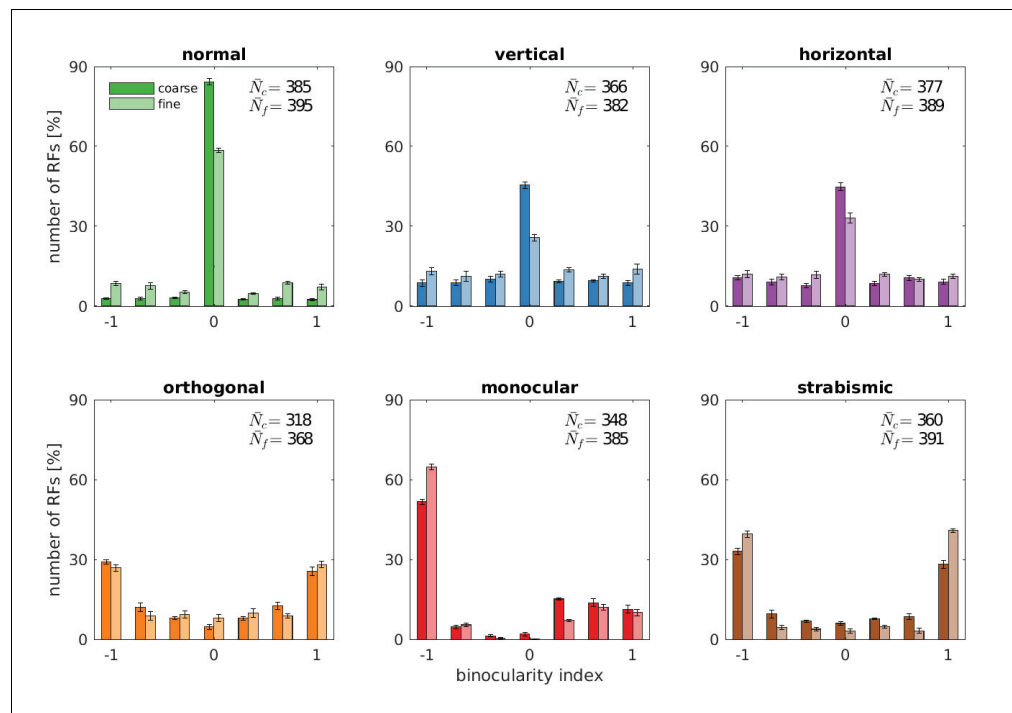 normal
vertical
horizontal
number of RFs [%]
90
60
30
0
-1
0
1
coarse
fine
N̄c = 385
N̄f = 395
90
60
30
0
-1
0
1
N̄c = 366
N̄f = 382
90
60
30
0
-1
0
1
N̄c = 377
N̄f = 389
orthogonal
monocular
strabismic
number of RFs [%]
90
60
30
0
-1
0
1
N̄c = 318
N̄f = 368
90
60
30
0
-1
0
1
N̄c = 348
N̄f = 385
binocularity index
90
60
30
0
-1
0
1
N̄c = 360
N̄f = 391